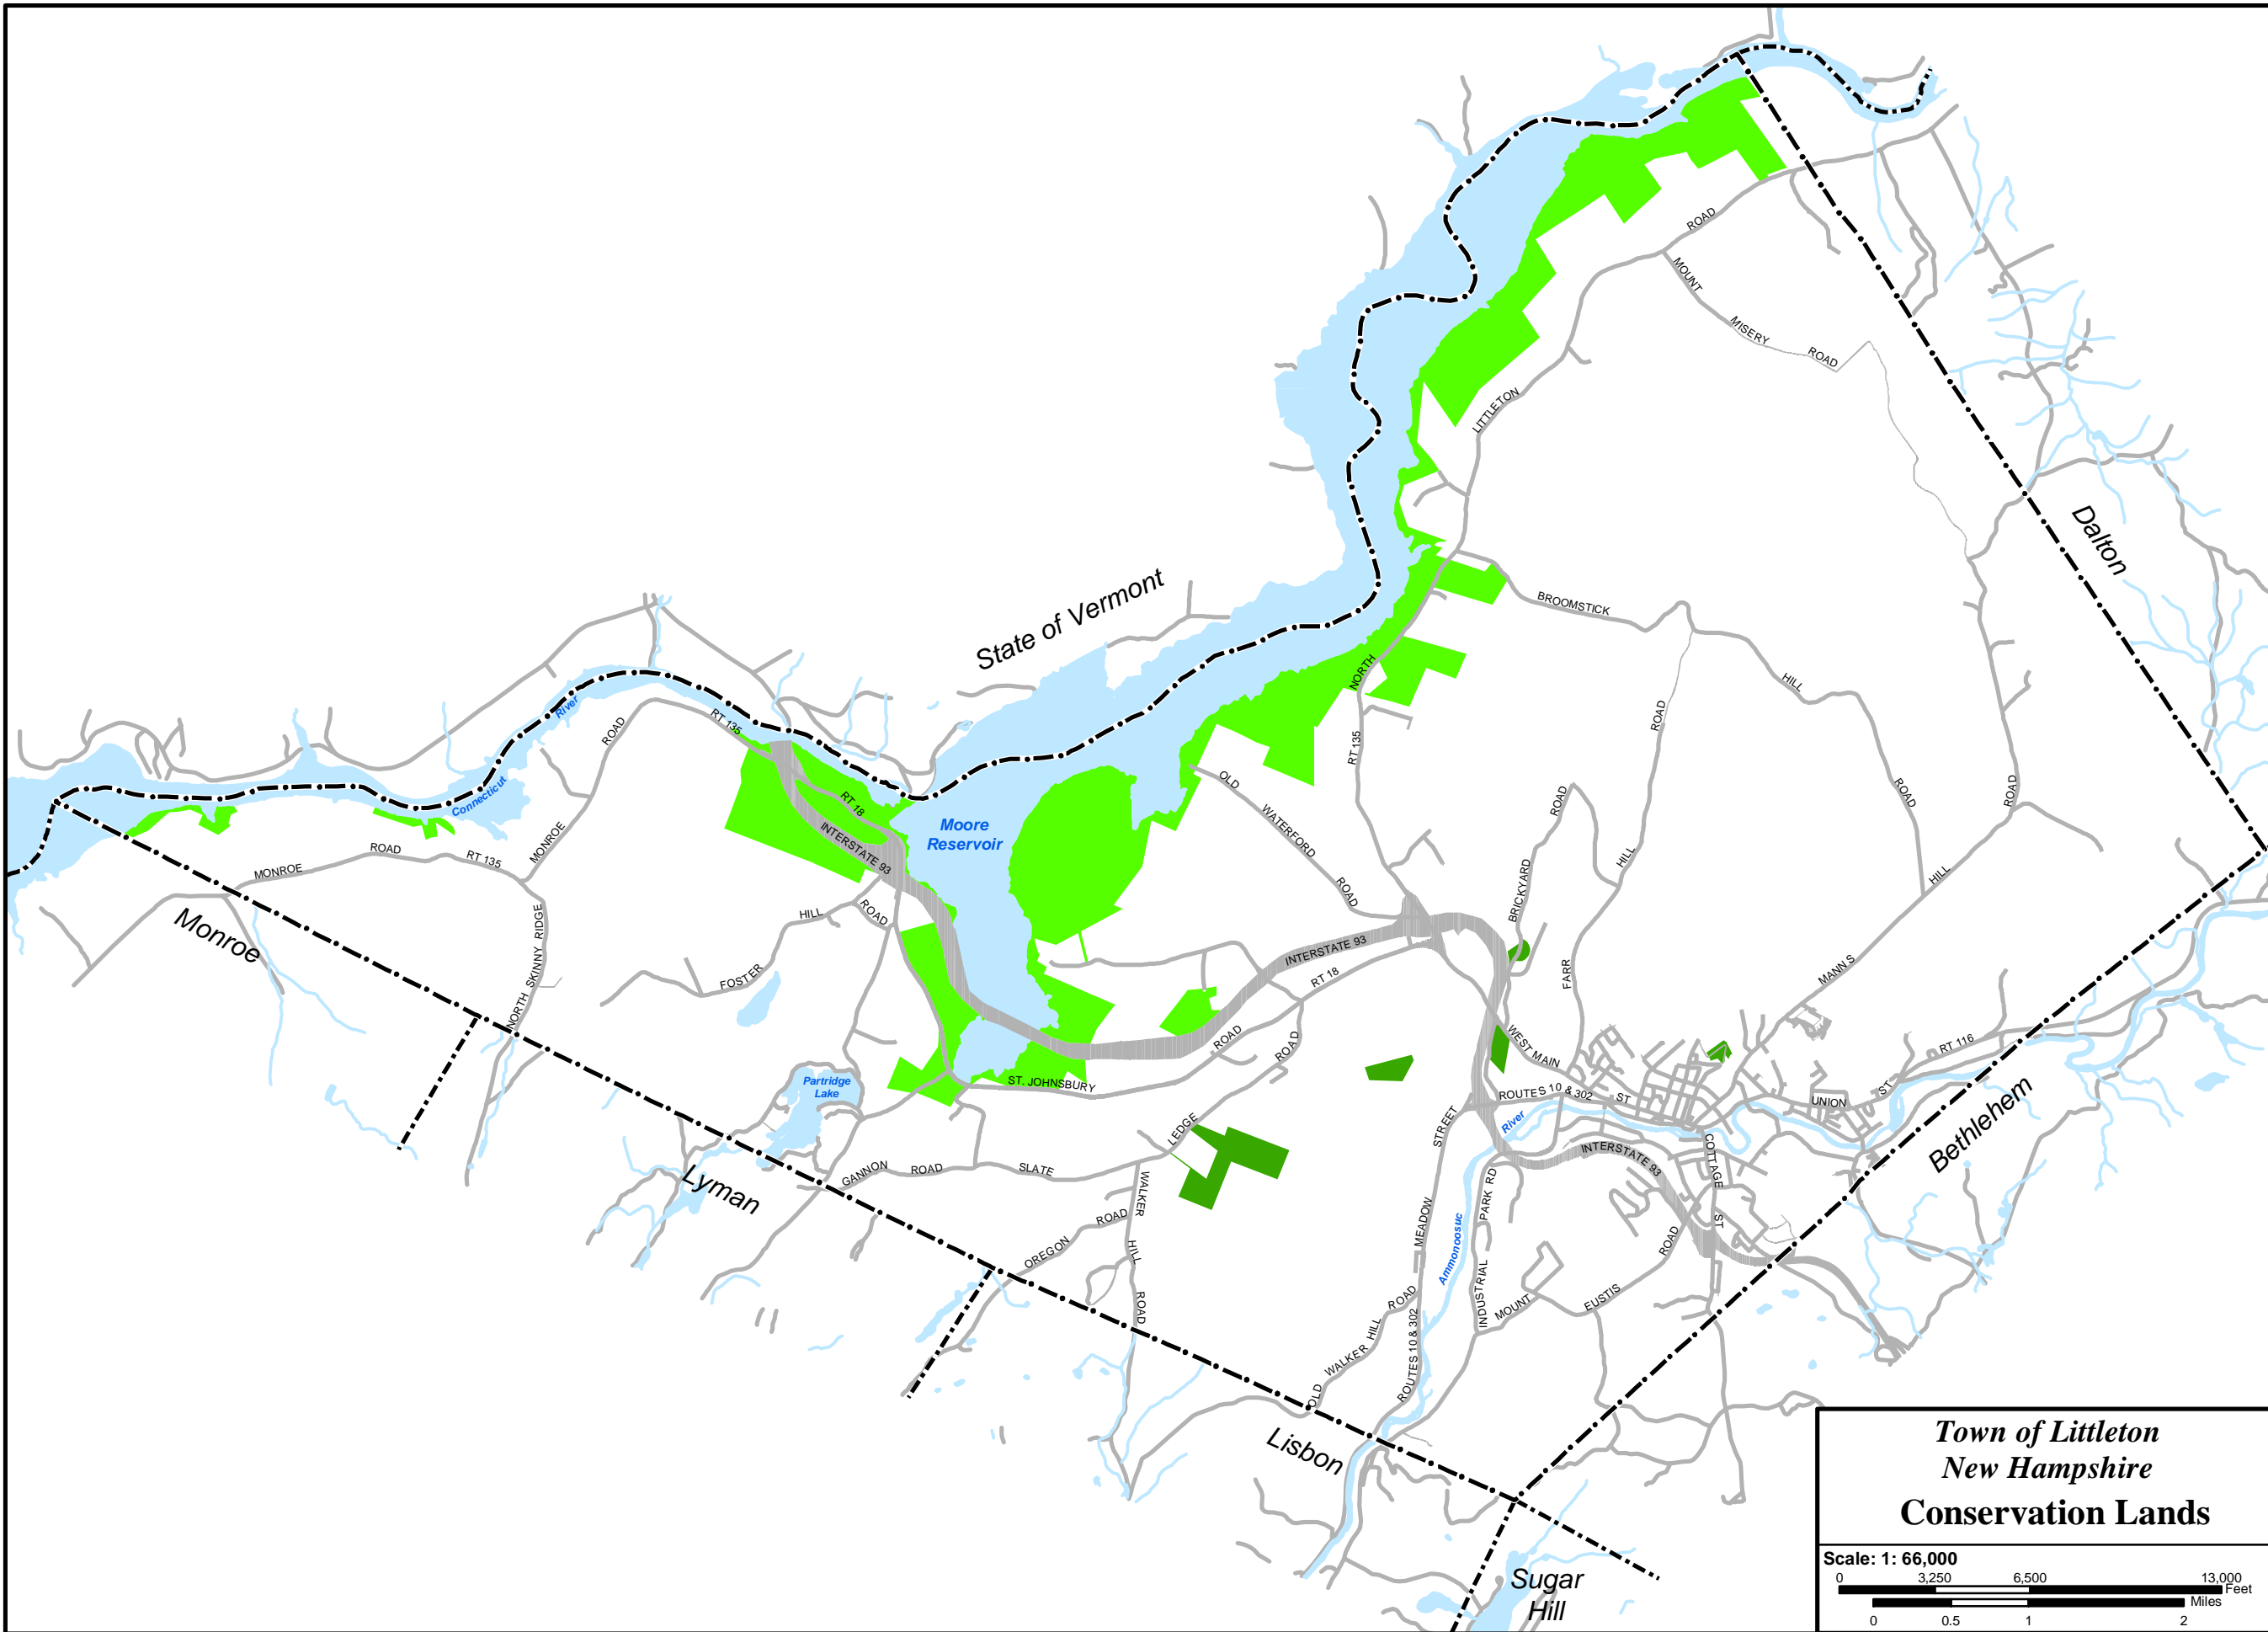 ROAD
MOUNT
MISERY
ROAD
LITTLETON
Dalton
State of Vermont
BROOMSTICK
HILL
ROAD
NORTH
RT 135
ROAD
HILL
FARR
River
Connecticut
ROAD
RT 135
MONROE
RT 18
INTERSTATE 93
Moore
Reservoir
OLD
WATERFORD
ROAD
BRICKYARD
ROAD
ROAD
HILL
MANN S
MONROE
ROAD
RT 135
Monroe
NORTH SKINNY RIDGE
FOSTER
HILL
ROAD
INTERSTATE 93
RT 18
ROAD
ROAD
ST. JOHNSBURY
WEST MAIN
ST
ROUTES 10 & 302
River
RT 116
UNION
ST
Partridge
Lake
Lyman
GANNON
ROAD
SLATE
LEDGE
WALKER
HILL
ROAD
OREGON
ROAD
STREET
MEADOW
Ammonoosuc
PARK RD
INDUSTRIAL
INTERSTATE 93
COTTAGE
ST
Bethlehem
MOUNT
EUSTIS
ROAD
OLD
WALKER
HILL
ROAD
ROUTES 10 & 302
Lisbon
Sugar
Hill
Town of Littleton
New Hampshire
Conservation Lands
Scale: 1: 66,000
0 3,250 6,500 13,000
Feet
Miles
0 0.5 1 2